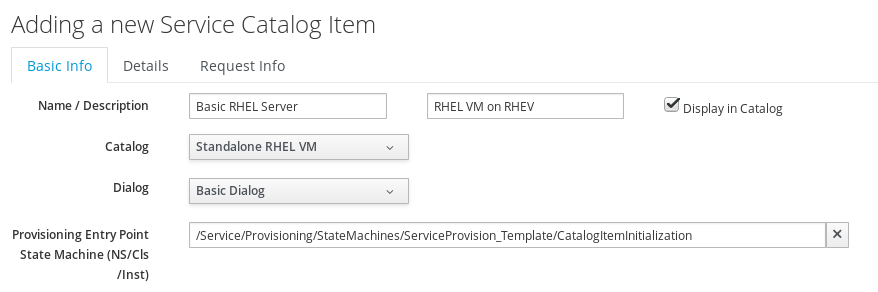 Adding a new Service Catalog Item
Basic Info Details Request Info
Name / Description Basic RHEL Server RHEL VM on RHEV Display in Catalog
Catalog Standalone RHEL VM
Dialog Basic Dialog
Provisioning Entry Point /Service/Provisioning/StateMachines/ServiceProvision_Template/CatalogItemInitialization
State Machine (NS/Cls
/Inst)